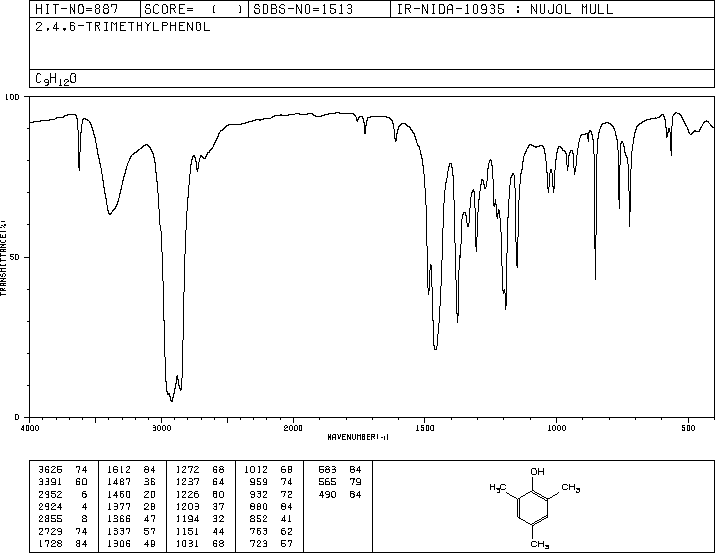 HIT-NO=887 SCORE= ( ) SDBS-NO=1513 IR-NIDA-10935 : NUJOL MULL
2,4,6-TRIMETHYLPHENOL
C9H12O
100
50
0
TRANSMITTANCE(%)
4000 3000 2000 1500 1000 500
WAVENUMBER(-1)
3625 74 1612 84 1272 68 1012 68 583 84
3391 60 1487 36 1237 64 959 74 565 79
2952 6 1460 20 1226 60 932 72 490 84
2924 4 1377 28 1203 37 880 84
2855 8 1366 47 1194 32 852 41
2729 74 1337 57 1151 44 763 62
1728 84 1306 49 1031 68 723 57
OH
H3C CH3
CH3